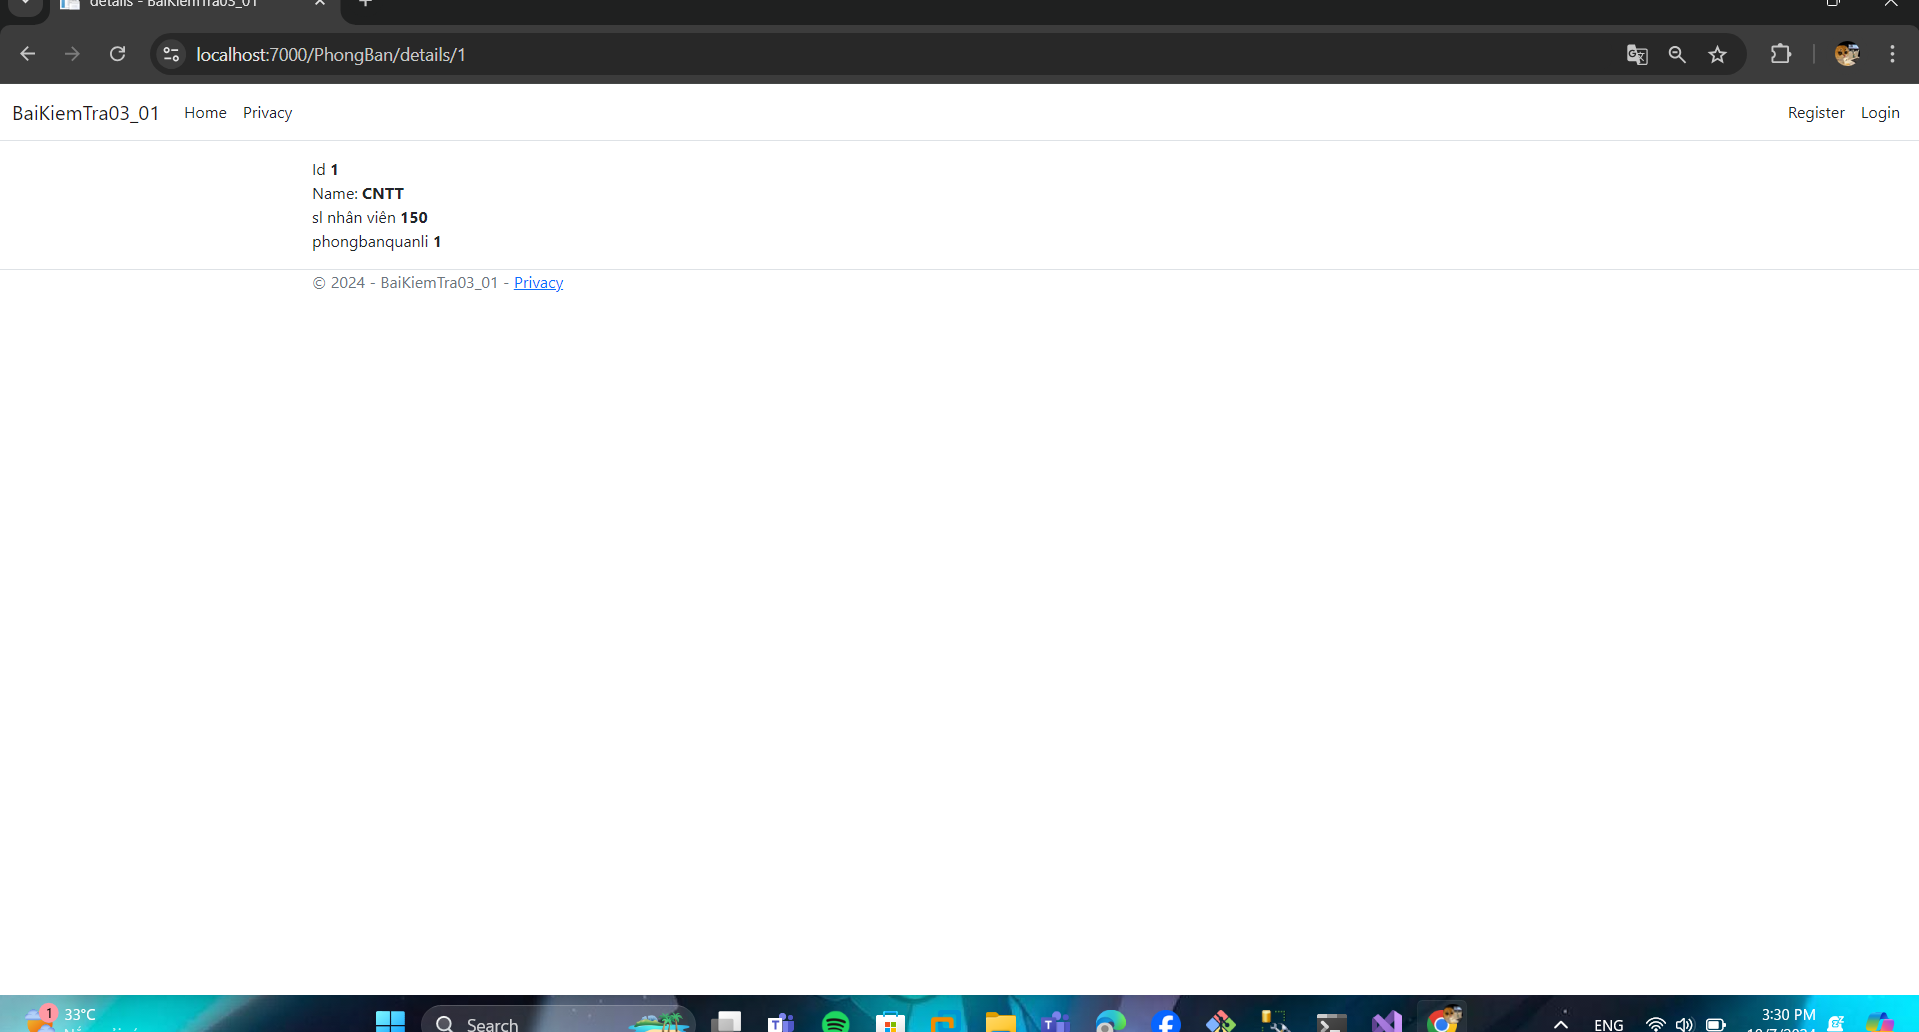 details - BaiKiemTra03_01
localhost:7000/PhongBan/details/1
BaiKiemTra03_01 Home Privacy Register Login
Id 1
Name: CNTT
sl nhân viên 150
phongbanquanli 1
© 2024 - BaiKiemTra03_01 - Privacy
1 33°C
Search
ENG
3:30 PM